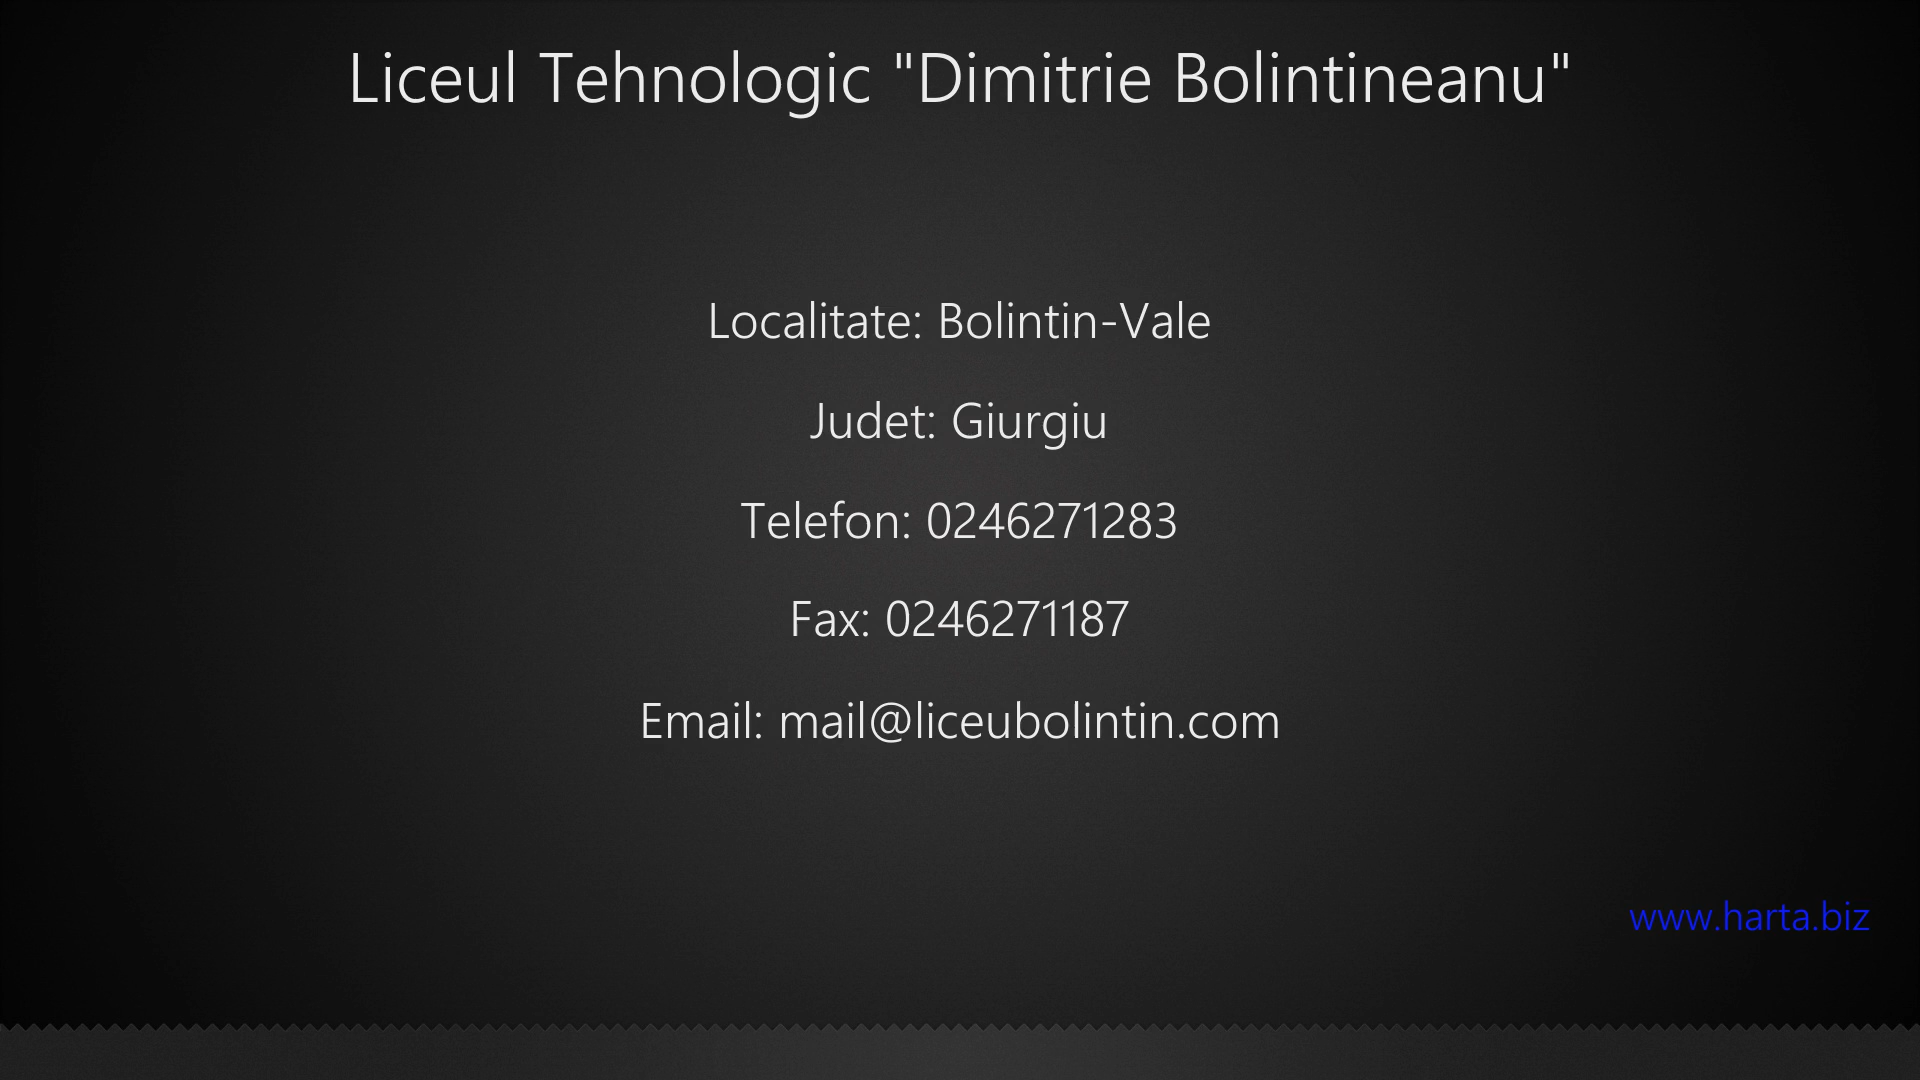 Liceul Tehnologic "Dimitrie Bolintineanu"
Localitate: Bolintin-Vale
Judet: Giurgiu
Telefon: 0246271283
Fax: 0246271187
Email: mail@liceubolintin.com
www.harta.biz